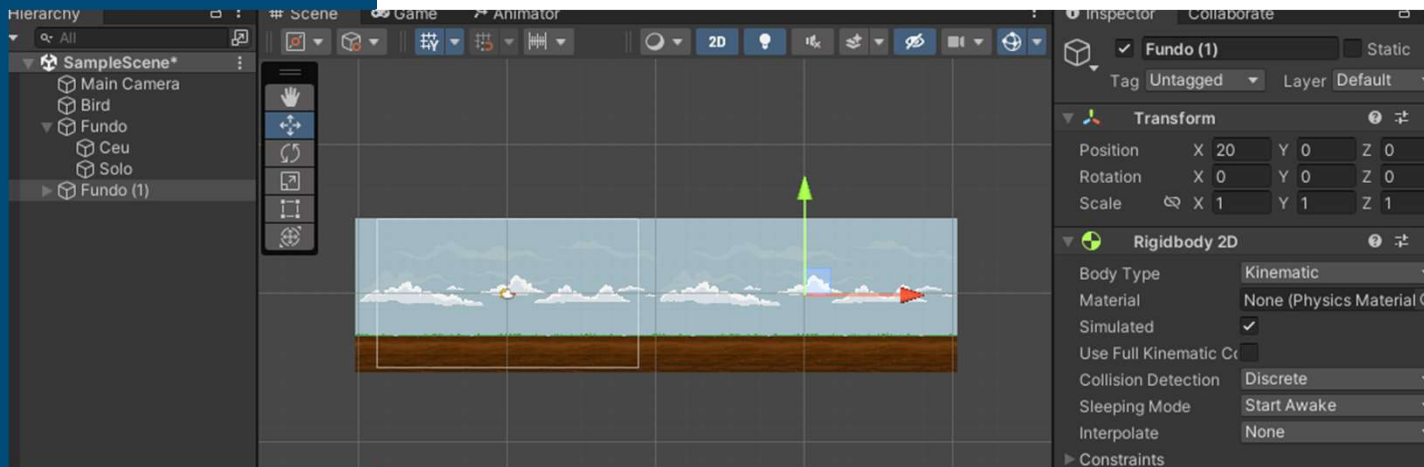 Hierarchy
All
SampleScene*
Main Camera
Bird
Fundo
Ceu
Solo
Fundo (1)
Scene Game Animator
2D
Inspector Collaborate
Fundo (1) Static
Tag Untagged Layer Default
Transform
Position X 20 Y 0 Z 0
Rotation X 0 Y 0 Z 0
Scale X 1 Y 1 Z 1
Rigidbody 2D
Body Type Kinematic
Material None (Physics Material
Simulated
Use Full Kinematic Co
Collision Detection Discrete
Sleeping Mode Start Awake
Interpolate None
Constraints